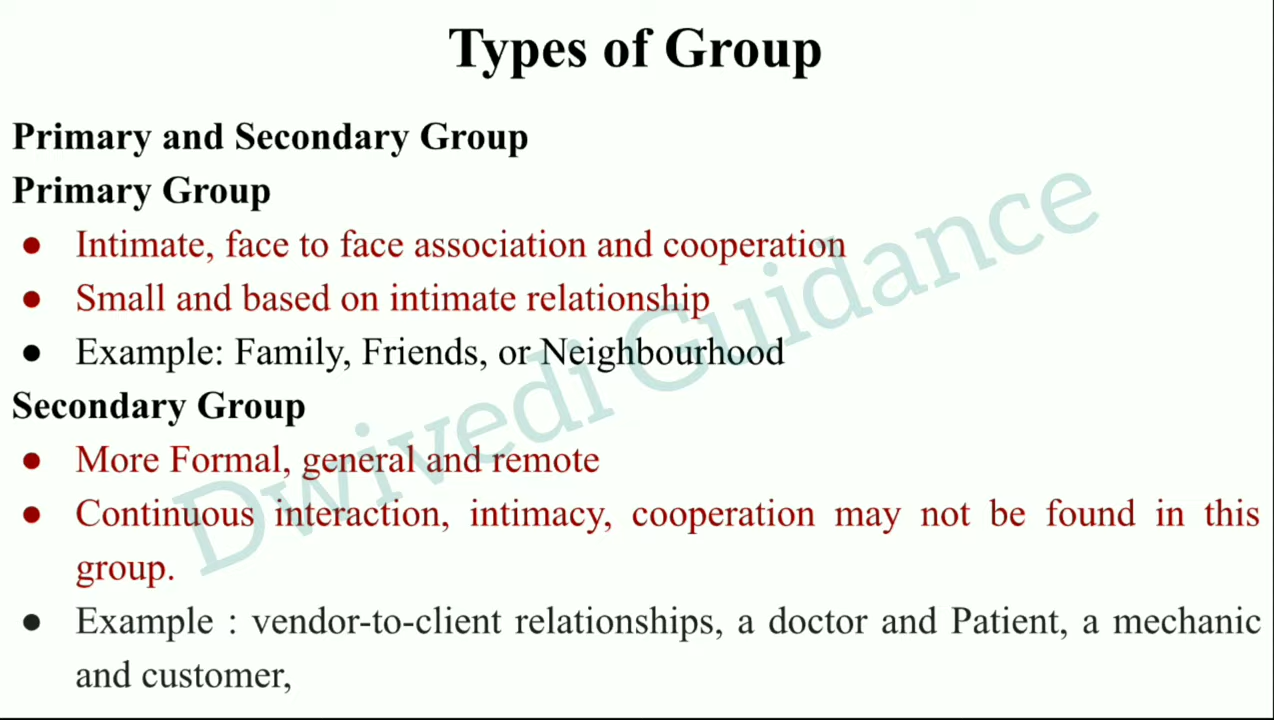 Types of Group
Primary and Secondary Group
Primary Group
● Intimate, face to face association and cooperation
● Small and based on intimate relationship
● Example: Family, Friends, or Neighbourhood
Secondary Group
● More Formal, general and remote
● Continuous interaction, intimacy, cooperation may not be found in this
group.
● Example : vendor-to-client relationships, a doctor and Patient, a mechanic
and customer,
Dwivedi Guidance